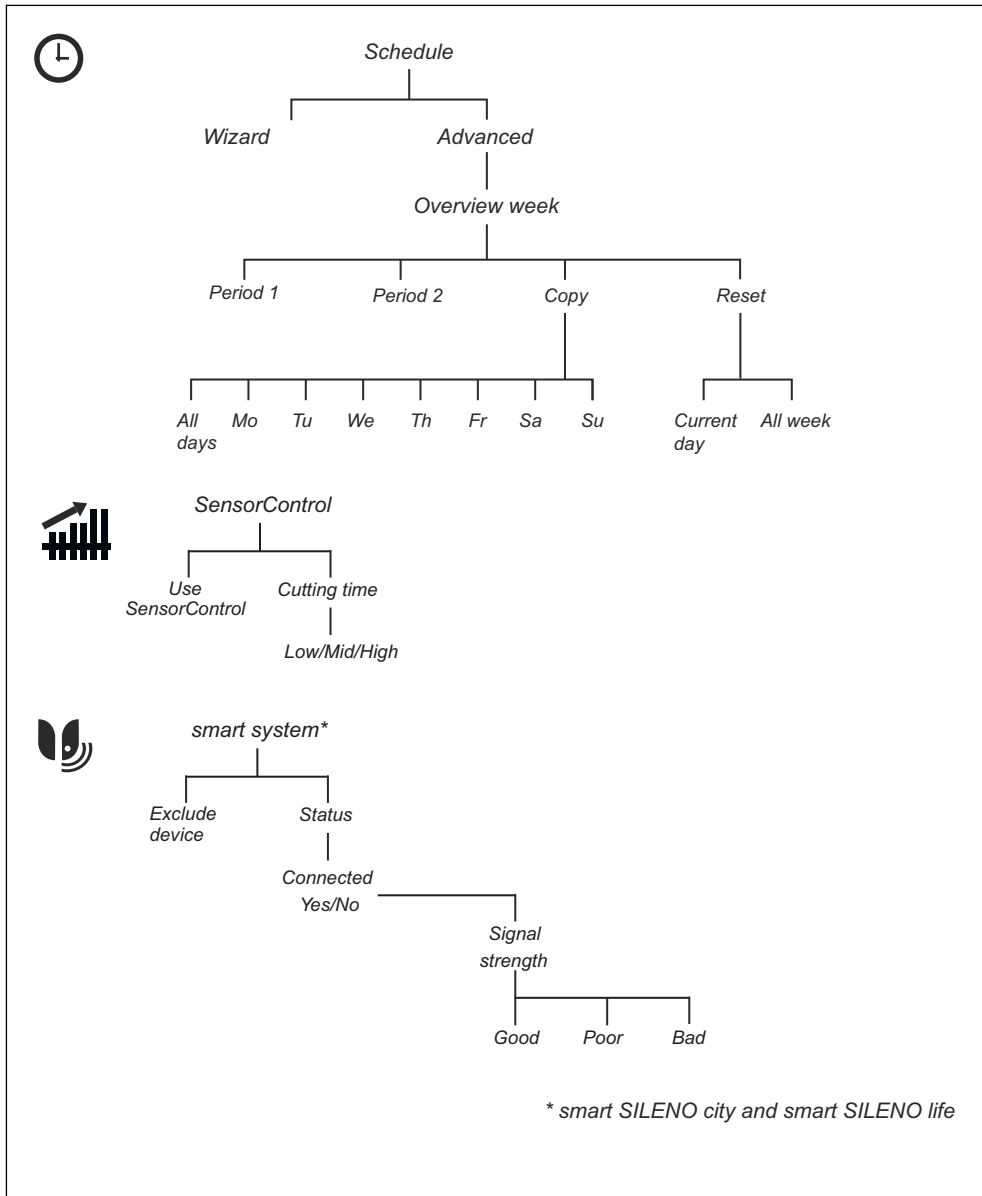 Schedule
Wizard
Advanced
Overview week
Period 1
Period 2
Copy
Reset
All
days
Mo
Tu
We
Th
Fr
Sa
Su
Current
day
All week
SensorControl
Use
SensorControl
Cutting time
Low/Mid/High
smart system*
Exclude
device
Status
Connected
Yes/No
Signal
strength
Good
Poor
Bad
* smart SILENO city and smart SILENO life